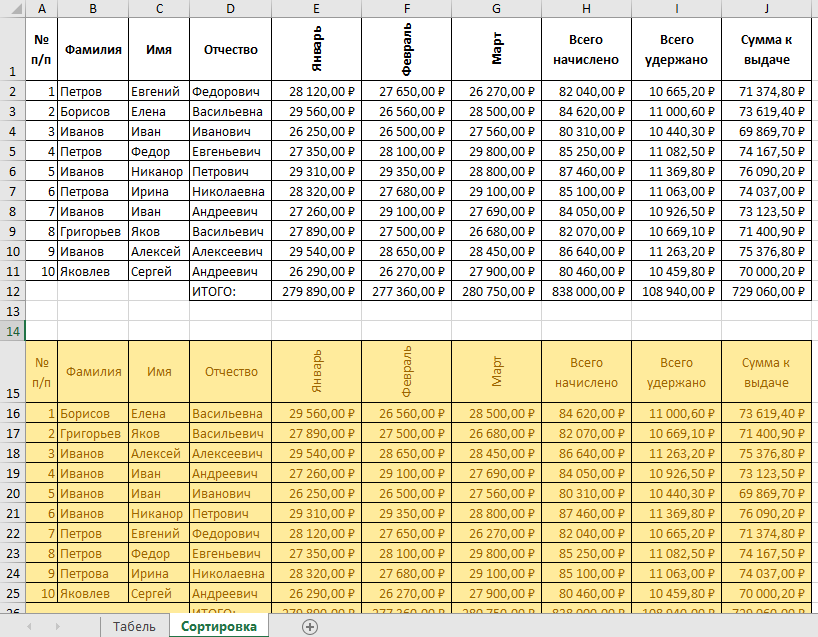 A B C D E F G H I J
1 № п/п Фамилия Имя Отчество Январь Февраль Март Всего начислено Всего удержано Сумма к выдаче
2 1 Петров Евгений Федорович 28 120,00 ₽ 27 650,00 ₽ 26 270,00 ₽ 82 040,00 ₽ 10 665,20 ₽ 71 374,80 ₽
3 2 Борисов Елена Васильевна 29 560,00 ₽ 26 560,00 ₽ 28 500,00 ₽ 84 620,00 ₽ 11 000,60 ₽ 73 619,40 ₽
4 3 Иванов Иван Иванович 26 250,00 ₽ 26 500,00 ₽ 27 560,00 ₽ 80 310,00 ₽ 10 440,30 ₽ 69 869,70 ₽
5 4 Петров Федор Евгеньевич 27 350,00 ₽ 28 100,00 ₽ 29 800,00 ₽ 85 250,00 ₽ 11 082,50 ₽ 74 167,50 ₽
6 5 Иванов Никанор Петрович 29 310,00 ₽ 29 350,00 ₽ 28 800,00 ₽ 87 460,00 ₽ 11 369,80 ₽ 76 090,20 ₽
7 6 Петрова Ирина Николаевна 28 320,00 ₽ 27 680,00 ₽ 29 100,00 ₽ 85 100,00 ₽ 11 063,00 ₽ 74 037,00 ₽
8 7 Иванов Иван Андреевич 27 260,00 ₽ 29 100,00 ₽ 27 690,00 ₽ 84 050,00 ₽ 10 926,50 ₽ 73 123,50 ₽
9 8 Григорьев Яков Васильевич 27 890,00 ₽ 27 500,00 ₽ 26 680,00 ₽ 82 070,00 ₽ 10 669,10 ₽ 71 400,90 ₽
10 9 Иванов Алексей Алексеевич 29 540,00 ₽ 28 650,00 ₽ 28 450,00 ₽ 86 640,00 ₽ 11 263,20 ₽ 75 376,80 ₽
11 10 Яковлев Сергей Андреевич 26 290,00 ₽ 26 270,00 ₽ 27 900,00 ₽ 80 460,00 ₽ 10 459,80 ₽ 70 000,20 ₽
12 ИТОГО: 279 890,00 ₽ 277 360,00 ₽ 280 750,00 ₽ 838 000,00 ₽ 108 940,00 ₽ 729 060,00 ₽
13
14
15 № п/п Фамилия Имя Отчество Январь Февраль Март Всего начислено Всего удержано Сумма к выдаче
16 1 Борисов Елена Васильевна 29 560,00 ₽ 26 560,00 ₽ 28 500,00 ₽ 84 620,00 ₽ 11 000,60 ₽ 73 619,40 ₽
17 2 Григорьев Яков Васильевич 27 890,00 ₽ 27 500,00 ₽ 26 680,00 ₽ 82 070,00 ₽ 10 669,10 ₽ 71 400,90 ₽
18 3 Иванов Алексей Алексеевич 29 540,00 ₽ 28 650,00 ₽ 28 450,00 ₽ 86 640,00 ₽ 11 263,20 ₽ 75 376,80 ₽
19 4 Иванов Иван Андреевич 27 260,00 ₽ 29 100,00 ₽ 27 690,00 ₽ 84 050,00 ₽ 10 926,50 ₽ 73 123,50 ₽
20 5 Иванов Иван Иванович 26 250,00 ₽ 26 500,00 ₽ 27 560,00 ₽ 80 310,00 ₽ 10 440,30 ₽ 69 869,70 ₽
21 6 Иванов Никанор Петрович 29 310,00 ₽ 29 350,00 ₽ 28 800,00 ₽ 87 460,00 ₽ 11 369,80 ₽ 76 090,20 ₽
22 7 Петров Евгений Федорович 28 120,00 ₽ 27 650,00 ₽ 26 270,00 ₽ 82 040,00 ₽ 10 665,20 ₽ 71 374,80 ₽
23 8 Петров Федор Евгеньевич 27 350,00 ₽ 28 100,00 ₽ 29 800,00 ₽ 85 250,00 ₽ 11 082,50 ₽ 74 167,50 ₽
24 9 Петрова Ирина Николаевна 28 320,00 ₽ 27 680,00 ₽ 29 100,00 ₽ 85 100,00 ₽ 11 063,00 ₽ 74 037,00 ₽
25 10 Яковлев Сергей Андреевич 26 290,00 ₽ 26 270,00 ₽ 27 900,00 ₽ 80 460,00 ₽ 10 459,80 ₽ 70 000,20 ₽
Табель Сортировка